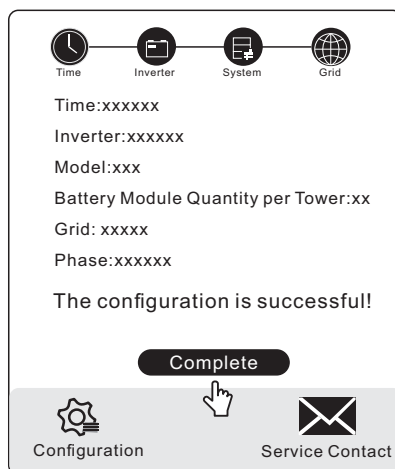 Time Inverter System Grid
Time:xxxxxx
Inverter:xxxxxx
Model:xxx
Battery Module Quantity per Tower:xx
Grid: xxxxx
Phase:xxxxxx
The configuration is successful!
Complete
Configuration Service Contact